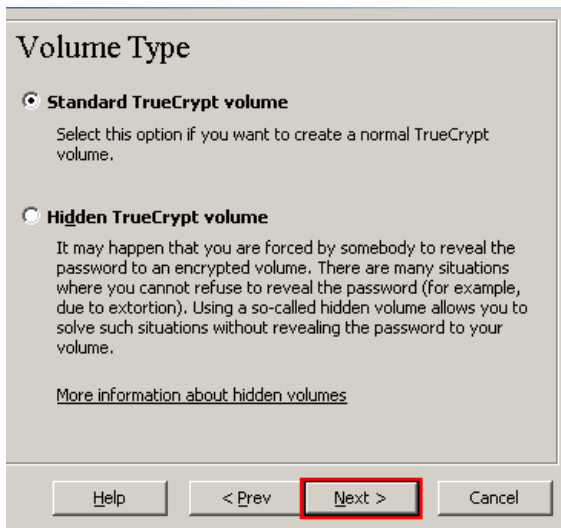 Volume Type
Standard TrueCrypt volume
Select this option if you want to create a normal TrueCrypt
volume.
Hidden TrueCrypt volume
It may happen that you are forced by somebody to reveal the
password to an encrypted volume. There are many situations
where you cannot refuse to reveal the password (for example,
due to extortion). Using a so-called hidden volume allows you to
solve such situations without revealing the password to your
volume.
More information about hidden volumes
Help < Prev Next > Cancel